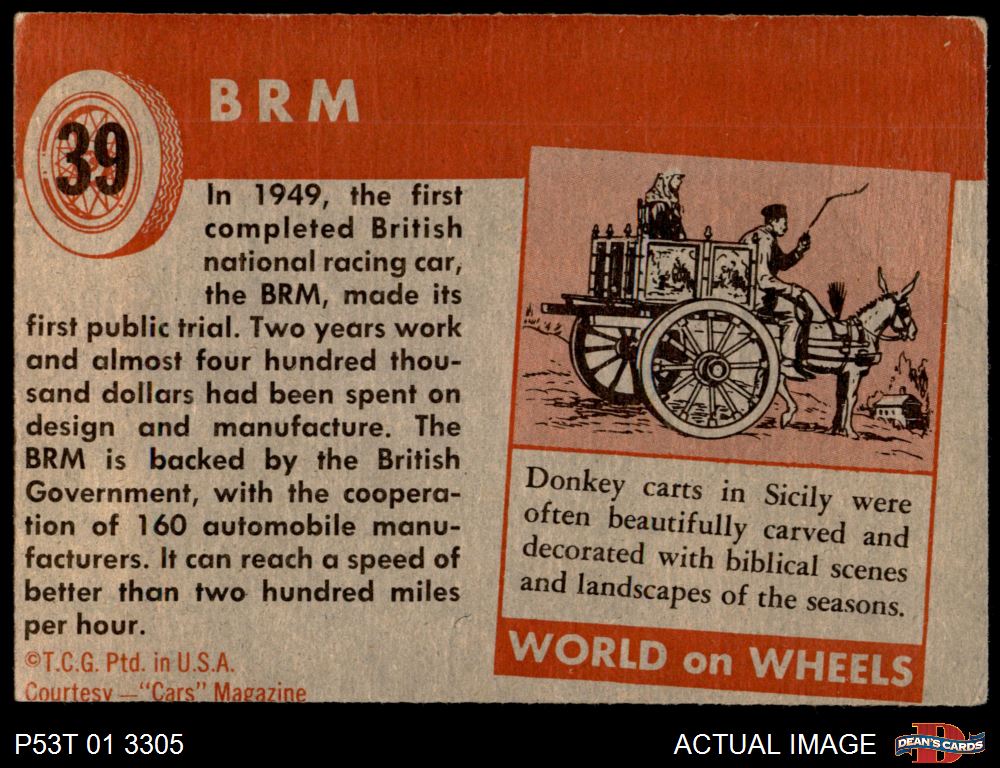 39
BRM
In 1949, the first
completed British
national racing car,
the BRM, made its
first public trial. Two years work
and almost four hundred thou-
sand dollars had been spent on
design and manufacture. The
BRM is backed by the British
Government, with the coopera-
tion of 160 automobile manu-
facturers. It can reach a speed of
better than two hundred miles
per hour.
©T.C.G. Ptd. in U.S.A.
Courtesy—"Cars" Magazine
Donkey carts in Sicily were
often beautifully carved and
decorated with biblical scenes
and landscapes of the seasons.
WORLD on WHEELS
P53T 01 3305
ACTUAL IMAGE
DEAN'S CARDS